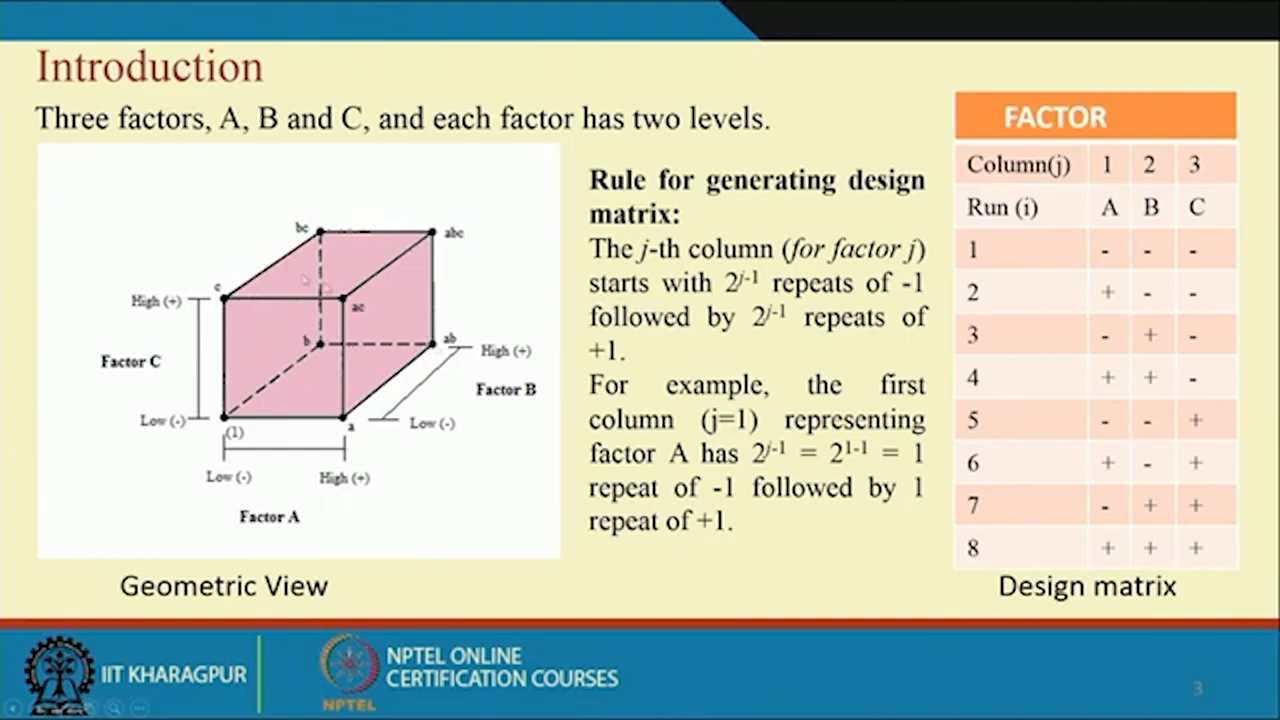 Introduction
Three factors, A, B and C, and each factor has two levels.
bc
abc
c
High (+)
ac
Factor C
b
ab
High (+)
Factor B
Low (-)
(1)
a
Low (-)
Low (-)
High (+)
Factor A
Geometric View
Rule for generating design
matrix:
The j-th column (for factor j)
starts with 2^{j-1} repeats of -1
followed by 2^{j-1} repeats of
+1.
For example, the first
column (j=1) representing
factor A has 2^{j-1} = 2^{1-1} = 1
repeat of -1 followed by 1
repeat of +1.
FACTOR
Column(j) 1 2 3
Run (i) A B C
1 - - -
2 + - -
3 - + -
4 + + -
5 - - +
6 + - +
7 - + +
8 + + +
Design matrix
IIT KHARAGPUR
NPTEL
NPTEL ONLINE
CERTIFICATION COURSES
3